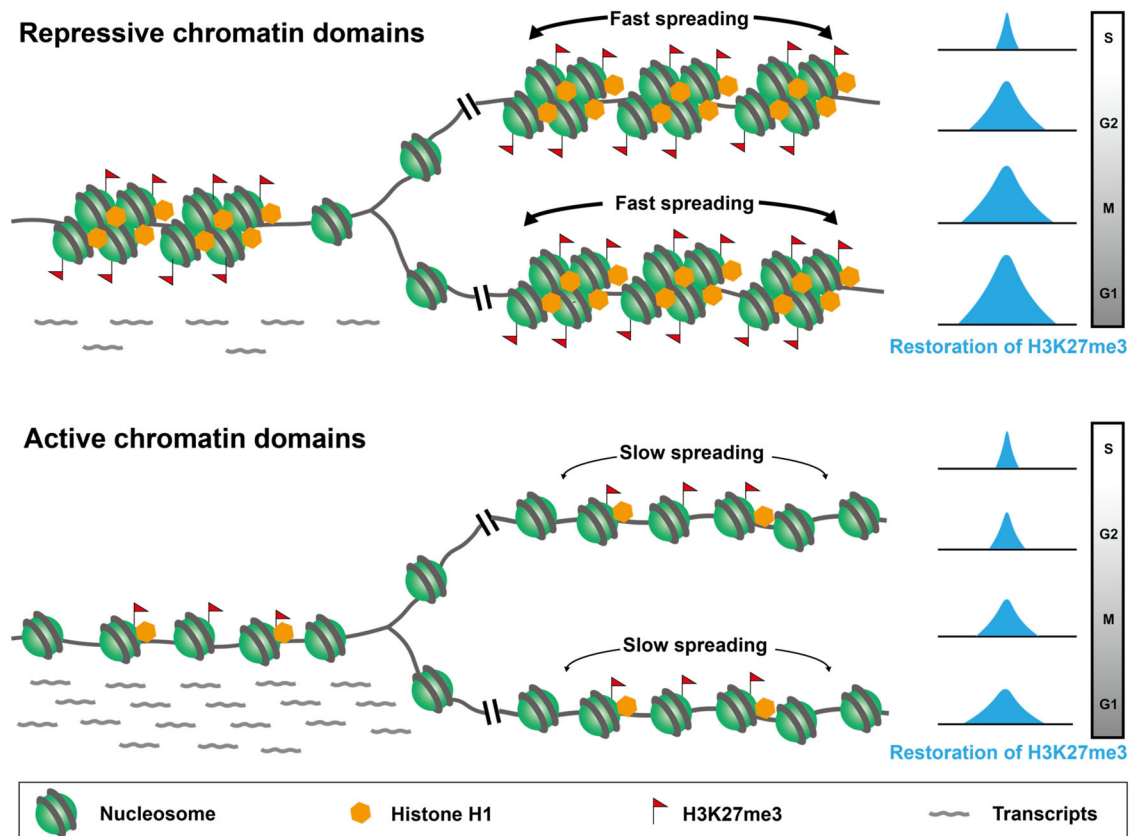 Repressive chromatin domains
Fast spreading
Fast spreading
S
G2
M
G1
Restoration of H3K27me3
Active chromatin domains
Slow spreading
Slow spreading
S
G2
M
G1
Restoration of H3K27me3
Nucleosome
Histone H1
H3K27me3
Transcripts